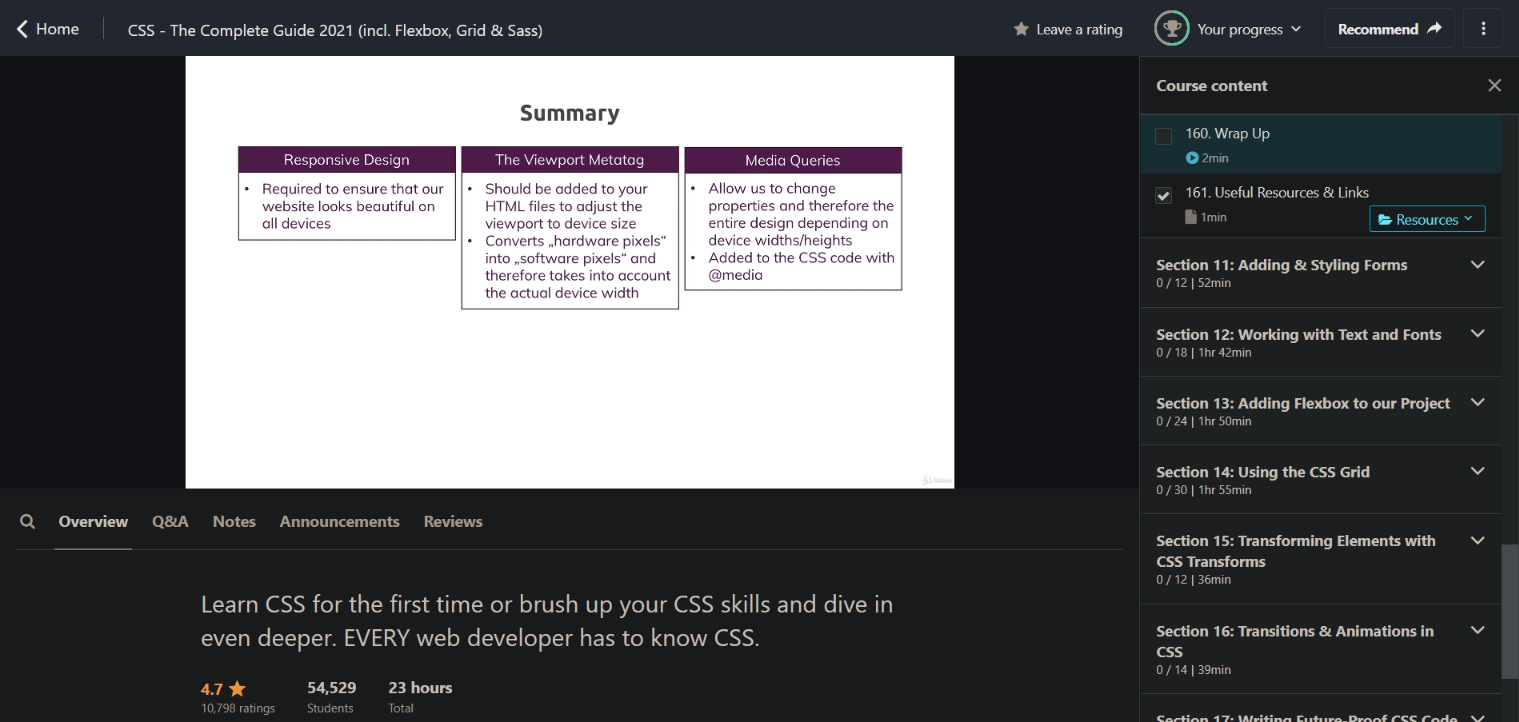 Home
CSS - The Complete Guide 2021 (incl. Flexbox, Grid & Sass)
Leave a rating
Your progress
Recommend
Summary
Responsive Design
• Required to ensure that our
website looks beautiful on
all devices
The Viewport Metatag
• Should be added to your
HTML files to adjust the
viewport to device size
• Converts „hardware pixels“
into „software pixels“ and
therefore takes into account
the actual device width
Media Queries
• Allow us to change
properties and therefore the
entire design depending on
device widths/heights
• Added to the CSS code with
@media
Overview
Q&A
Notes
Announcements
Reviews
Learn CSS for the first time or brush up your CSS skills and dive in
even deeper. EVERY web developer has to know CSS.
4.7
10,798 ratings
54,529
Students
23 hours
Total
Course content
160. Wrap Up
2min
161. Useful Resources & Links
1min
Resources
Section 11: Adding & Styling Forms
0 / 12 | 52min
Section 12: Working with Text and Fonts
0 / 18 | 1hr 42min
Section 13: Adding Flexbox to our Project
0 / 24 | 1hr 50min
Section 14: Using the CSS Grid
0 / 30 | 1hr 55min
Section 15: Transforming Elements with
CSS Transforms
0 / 12 | 36min
Section 16: Transitions & Animations in
CSS
0 / 14 | 39min
Section 17: Writing Future-Proof CSS Code